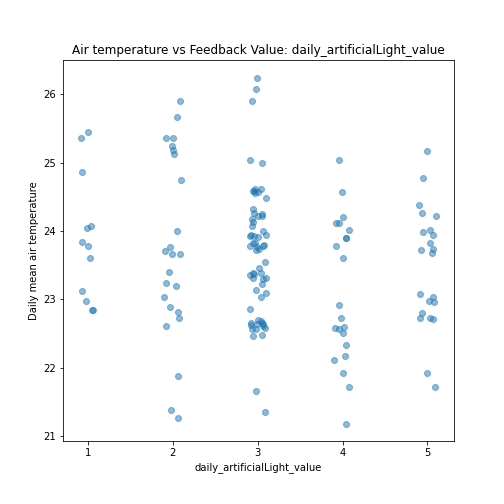 Air temperature vs Feedback Value: daily_artificialLight_value
Daily mean air temperature
26
25
24
23
22
21
1 2 3 4 5
daily_artificialLight_value